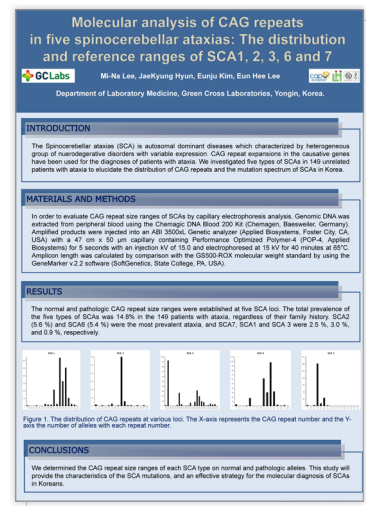 Molecular analysis of CAG repeats
in five spinocerebellar ataxias: The distribution
and reference ranges of SCA1, 2, 3, 6 and 7
GCLabs
Mi-Na Lee, JaeKyung Hyun, Eunju Kim, Eun Hee Lee
Department of Laboratory Medicine, Green Cross Laboratories, Yongin, Korea.
INTRODUCTION
The Spinocerebellar ataxias (SCA) is autosomal dominant diseases which characterized by heterogeneous
group of nuerodegerative disorders with variable expression. CAG repeat expansions in the causative genes
have been used for the diagnoses of patients with ataxia. We investigated five types of SCAs in 149 unrelated
patients with ataxia to elucidate the distribution of CAG repeats and the mutation spectrum of SCAs in Korea.
MATERIALS AND METHODS
In order to evaluate CAG repeat size ranges of SCAs by capillary electrophoresis analysis, Genomic DNA was
extracted from peripheral blood using the Chemagic DNA Blood 200 Kit (Chemagen, Baesweiler, Germany).
Amplified products were injected into an ABI 3500xL Genetic analyzer (Applied Biosystems, Foster City, CA,
USA) with a 47 cm x 50 µm capillary containing Performance Optimized Polymer-4 (POP-4, Applied
Biosystems) for 5 seconds with an injection kV of 15.0 and electrophoresed at 15 kV for 40 minutes at 65°C.
Amplicon length was calculated by comparison with the GS500-ROX molecular weight standard by using the
GeneMarker v.2.2 software (SoftGenetics, State College, PA, USA).
RESULTS
The normal and pathologic CAG repeat size ranges were established at five SCA loci. The total prevalence of
the five types of SCAs was 14.8% in the 149 patients with ataxia, regardless of their family history. SCA2
(5.6 %) and SCA6 (5.4 %) were the most prevalent ataxia, and SCA7, SCA1 and SCA 3 were 2.5 %, 3.0 %,
and 0.9 %, respectively.
Figure 1. The distribution of CAG repeats at various loci. The X-axis represents the CAG repeat number and the Y-
axis the number of alleles with each repeat number.
CONCLUSIONS
We determined the CAG repeat size ranges of each SCA type on normal and pathologic alleles. This study will
provide the characteristics of the SCA mutations, and an effective strategy for the molecular diagnosis of SCAs
in Koreans.